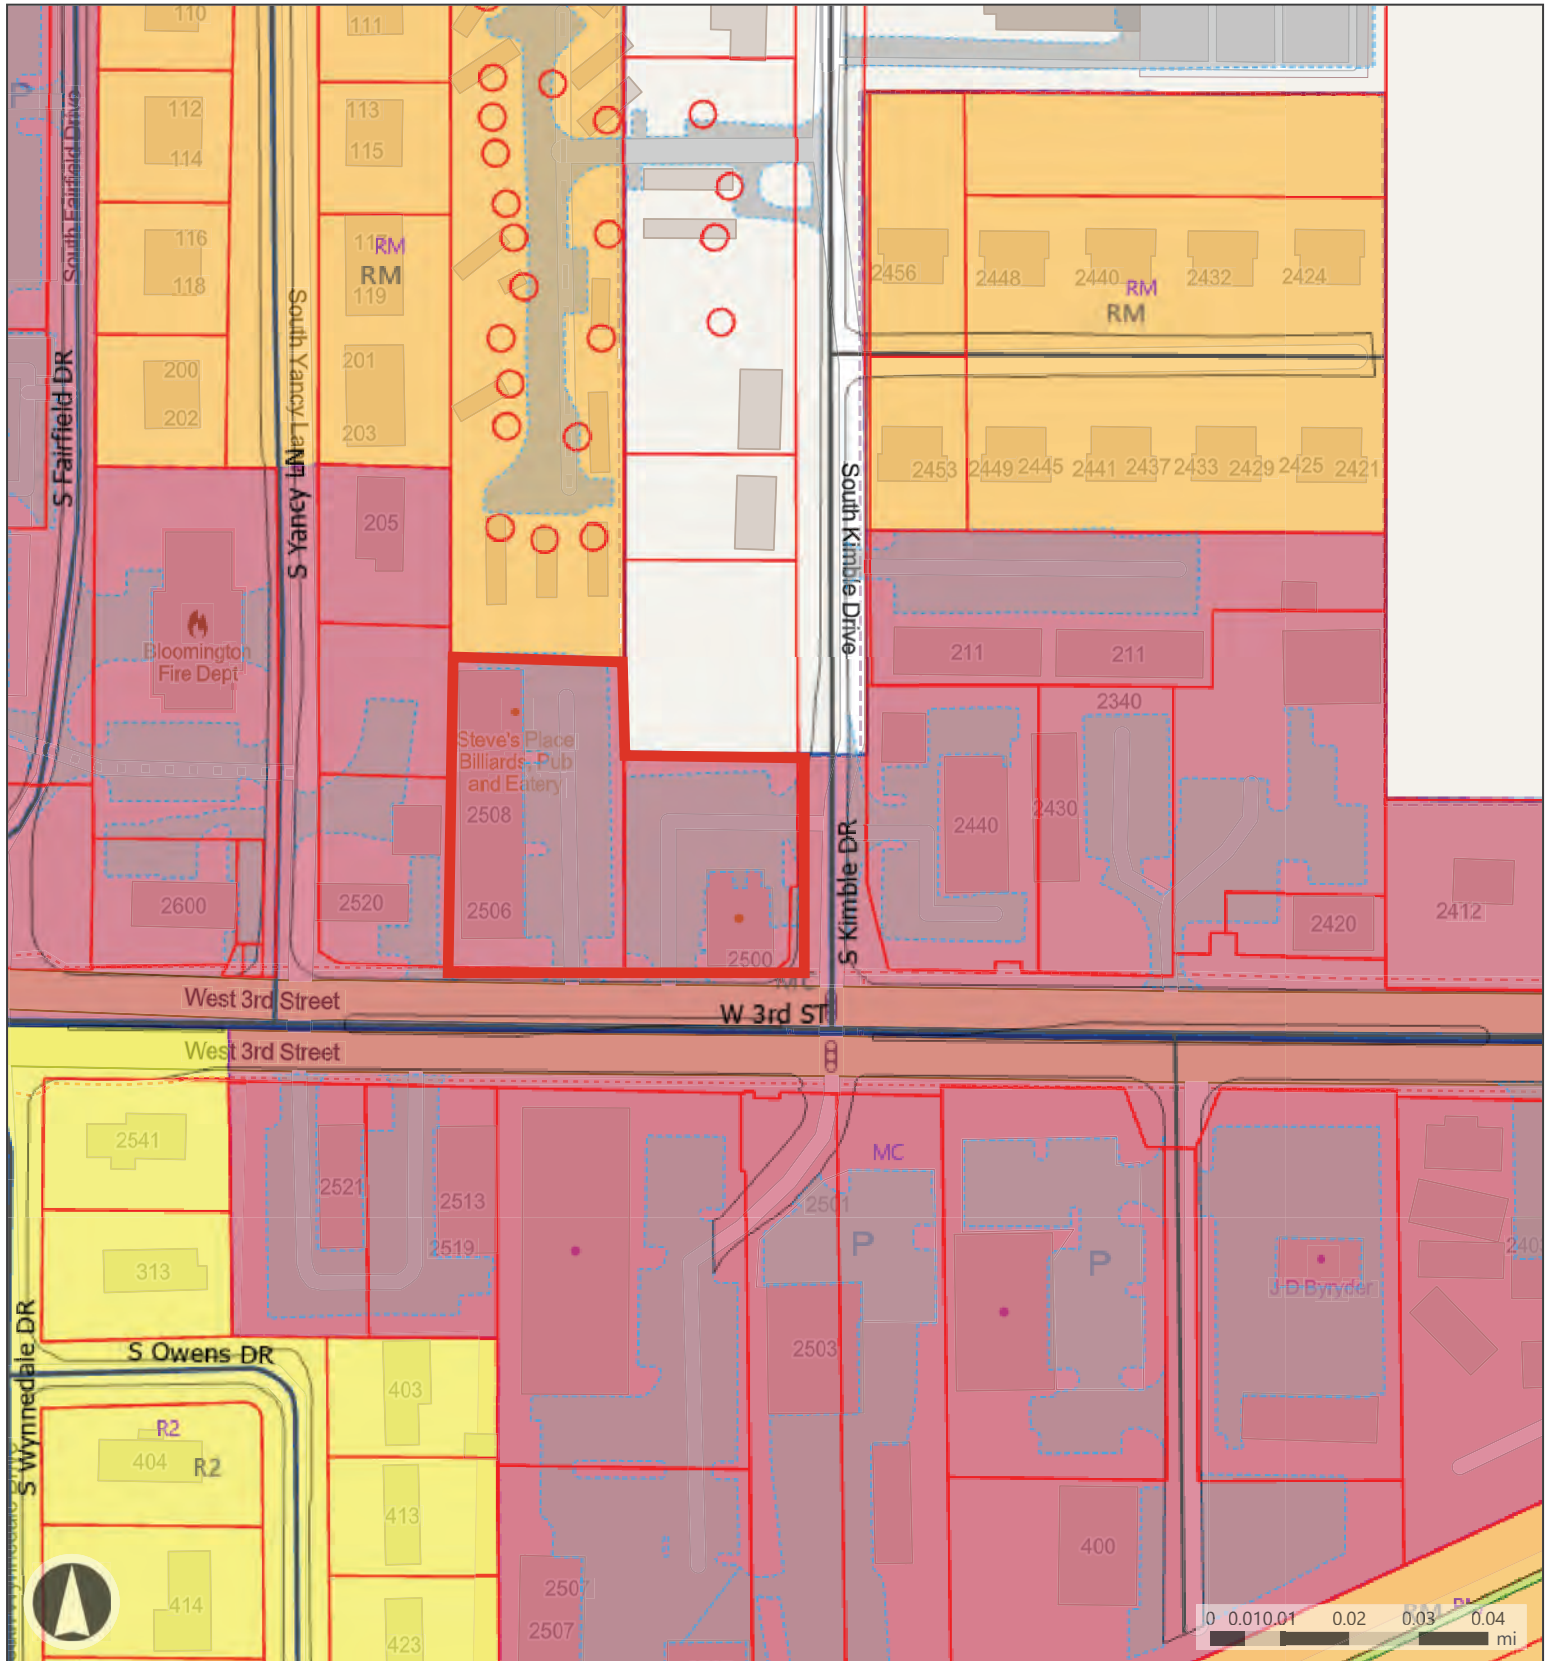 110
111
112
113
114
115
116
118
117
RM
RM
119
South Fairfield Drive
South Yancy Lane
200
202
201
203
S Fairfield DR
S Yancy LN
205
Bloomington
Fire Dept
2456
2448
2440
2432
2424
RM
RM
2453
2449
2445
2441
2437
2433
2429
2425
2421
South Kimble Drive
211
211
2340
Steve's Place
Billiards, Pub
and Eatery
2508
2506
2500
2440
2430
2420
2412
S Kimble DR
2600
2520
MC
West 3rd Street
W 3rd ST
West 3rd Street
2541
313
2521
2513
2519
MC
2501
P
P
2503
J D Byryder
S Owens DR
S Wynnedale DR
R2
404
R2
414
403
413
423
2507
2507
400
RM
0 0.01 0.01 0.02 0.03 0.04
mi